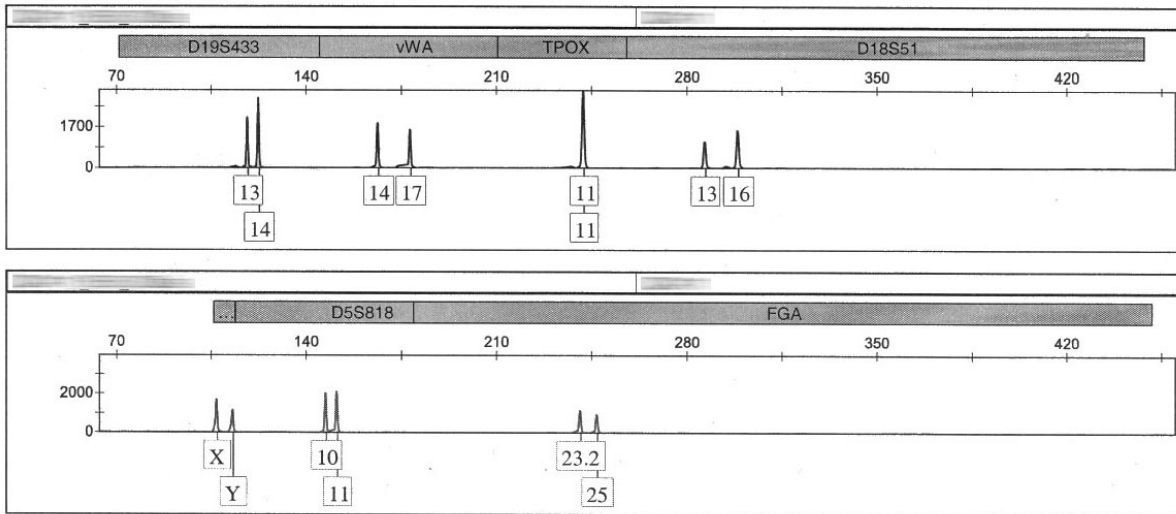 D19S433 vWA TPOX D18S51
70 140 210 280 350 420
1700
0
13 14 17 11 13 16
14 11
... D5S818 FGA
70 140 210 280 350 420
2000
0
X 10 23.2
Y 11 25